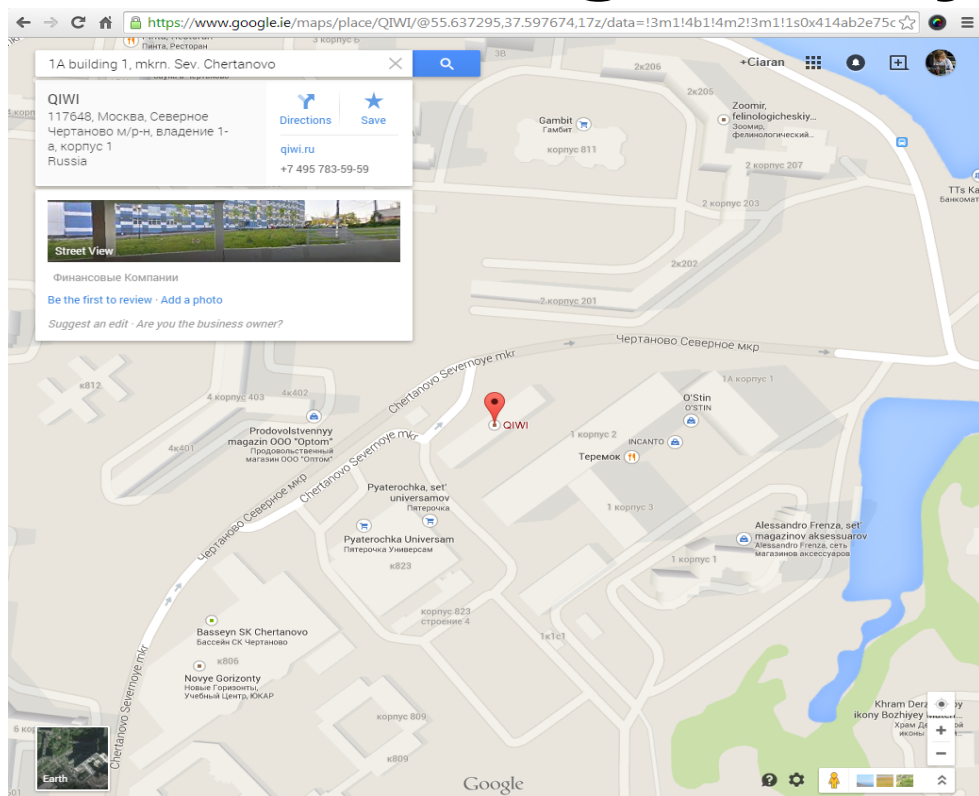 https://www.google.ie/maps/place/QIWI/@55.637295,37.597674,17z/data=!3m1!4b1!4m2!3m1!1s0x414ab2e75c
Пинта, Ресторан
3 корпус Б
1A building 1, mkrn. Sev. Chertanovo
3В
2к206
+Ciaran
QIWI
117648, Москва, Северное
Чертаново м/р-н, владение 1-
а, корпус 1
Russia
Directions
Save
qiwi.ru
+7 495 783-59-59
Street View
Финансовые Компании
Be the first to review · Add a photo
Suggest an edit · Are you the business owner?
2к205
Zoomir,
felinologicheskiy...
Зоомир,
фелинологический...
Gambit
Гамбит
корпус 811
2 корпус 207
TTs Ka
Банкомат
2 корпус 203
2к202
2 корпус 201
Чертаново Северное мкр
Chertanovo Severnoye mkr
к812
4 корпус 403
4к402
1А корпус 1
O'Stin
O'STIN
QIWI
Prodovolstvennyy
magazin OOO "Optom"
Продовольственный
магазин ООО "Оптом"
4к401
1 корпус 2
INCANTO
Теремок
Chertanovo Severnoye mkr
Чертаново Северное мкр
Pyaterochka, set'
universamov
Пятерочка
1 корпус 3
Pyaterochka Universam
Пятерочка Универсам
к823
Alessandro Frenza, set'
magazinov aksessuarov
Alessandro Frenza, сеть
магазинов аксессуаров
1 корпус 1
корпус 823
строение 4
1к1с1
Basseyn SK Chertanovo
Бассейн СК Чертаново
к806
Novye Gorizonty
Новые Горизонты,
Учебный Центр, ЮКАР
Chertanovo Severnoye mkr
корпус 809
к809
Khram Der
ikony Bozhiyey
Earth
Google